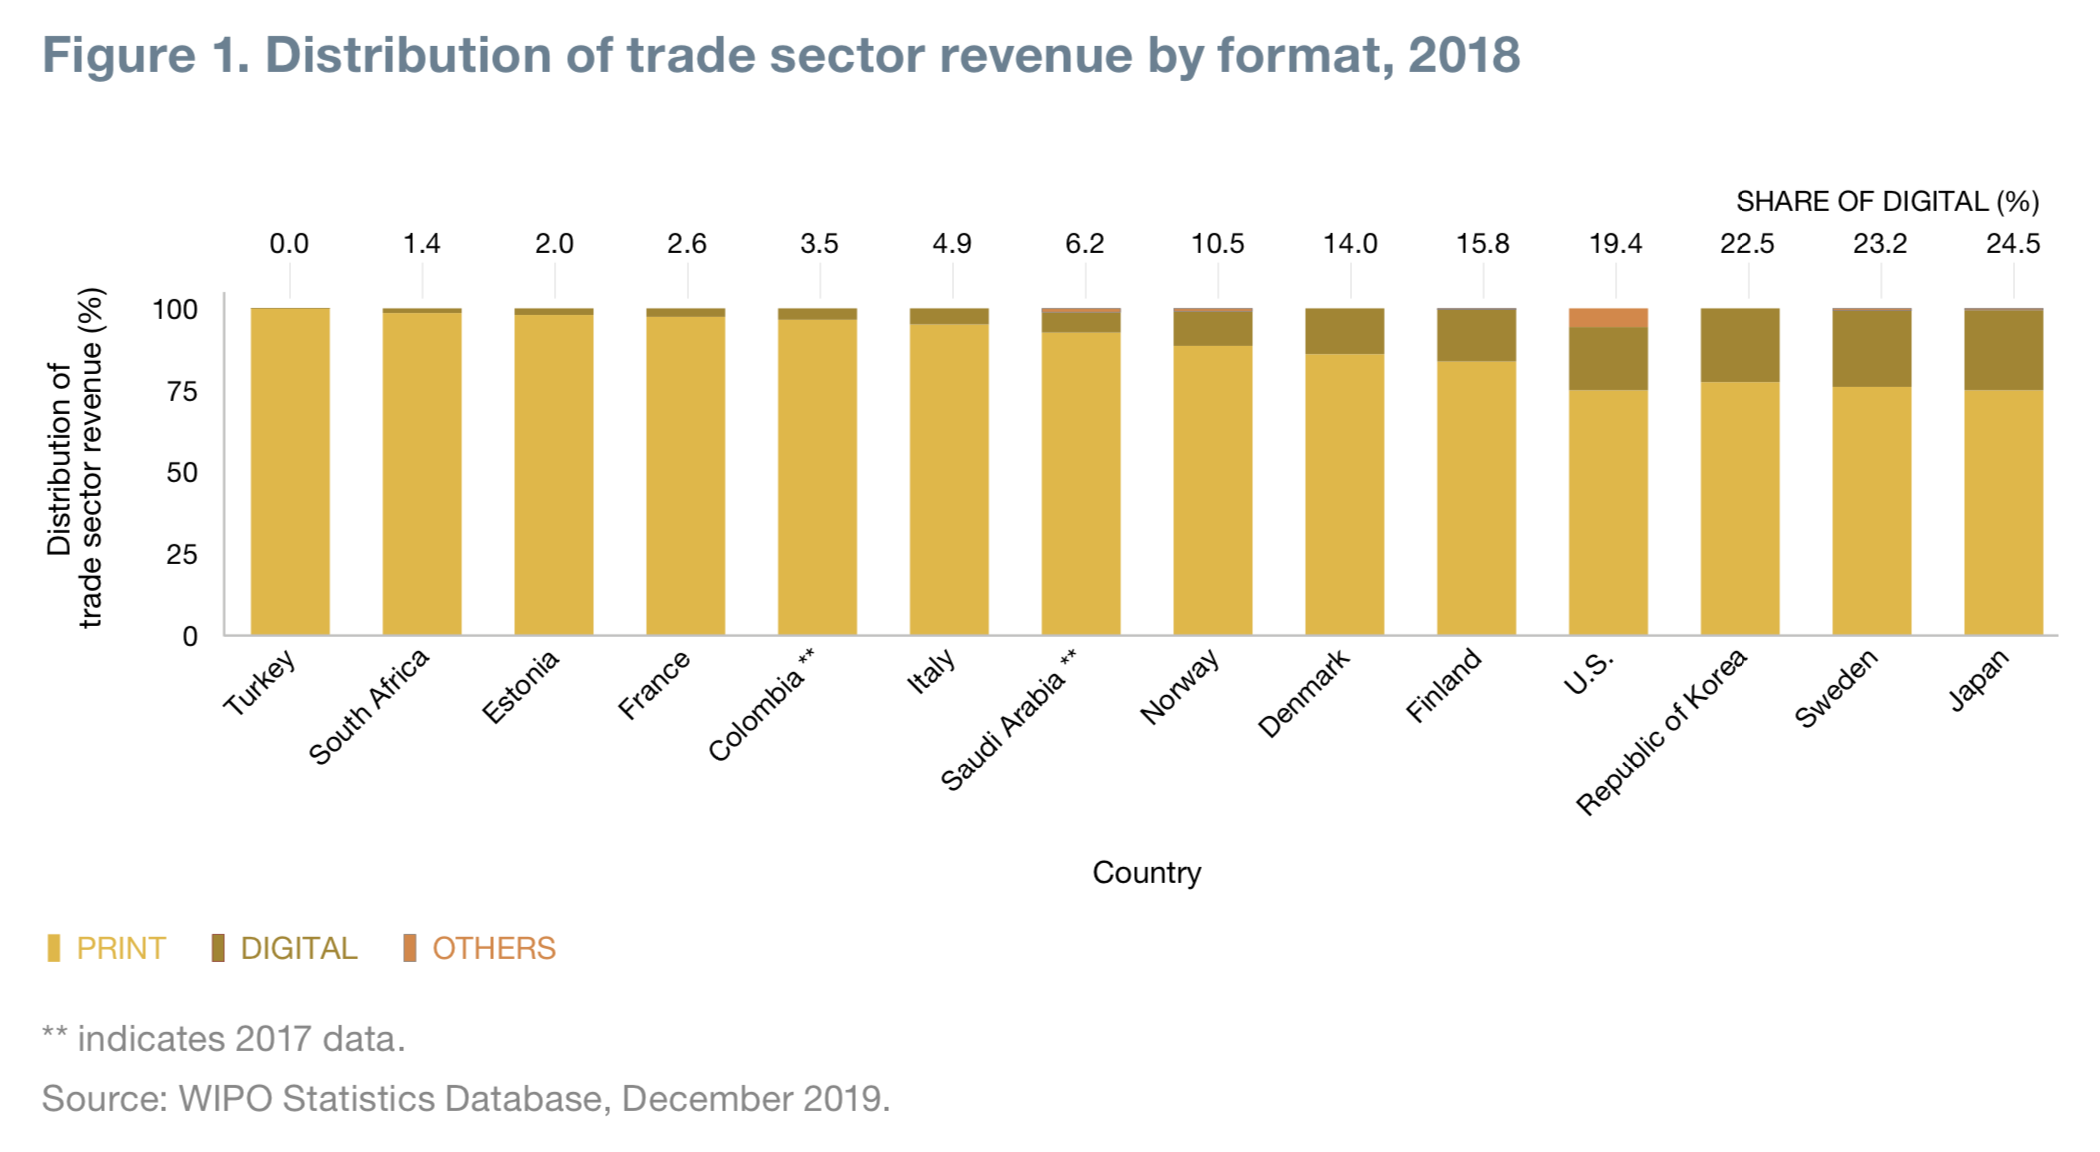 Figure 1. Distribution of trade sector revenue by format, 2018
SHARE OF DIGITAL (%)
0.0 1.4 2.0 2.6 3.5 4.9 6.2 10.5 14.0 15.8 19.4 22.5 23.2 24.5
Distribution of
trade sector revenue (%)
100
75
50
25
0
Turkey
South Africa
Estonia
France
Colombia **
Italy
Saudi Arabia **
Norway
Denmark
Finland
U.S.
Republic of Korea
Sweden
Japan
Country
PRINT DIGITAL OTHERS
** indicates 2017 data.
Source: WIPO Statistics Database, December 2019.